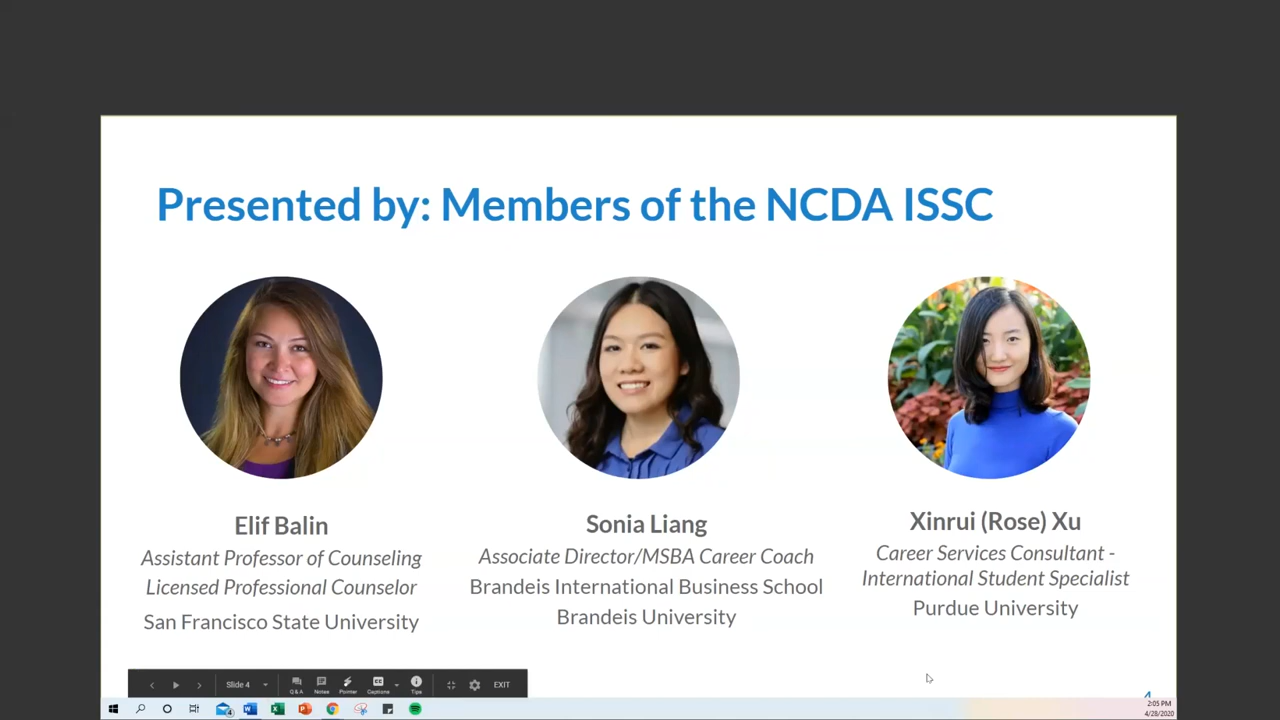 Presented by: Members of the NCDA ISSC
Elif Balin
Assistant Professor of Counseling
Licensed Professional Counselor
San Francisco State University
Sonia Liang
Associate Director/MSBA Career Coach
Brandeis International Business School
Brandeis University
Xinrui (Rose) Xu
Career Services Consultant -
International Student Specialist
Purdue University
Slide 4
Q & A
Notes
Pointer
CC
Captions
Tips
EXIT
4
2:05 PM
4/28/2020